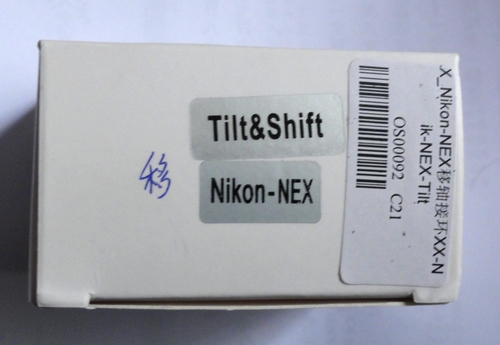 Tilt&Shift
Nikon-NEX
移
X_Nikon-NEX移轴接环XX-N
ik-NEX-Tilt
OS00092 C21